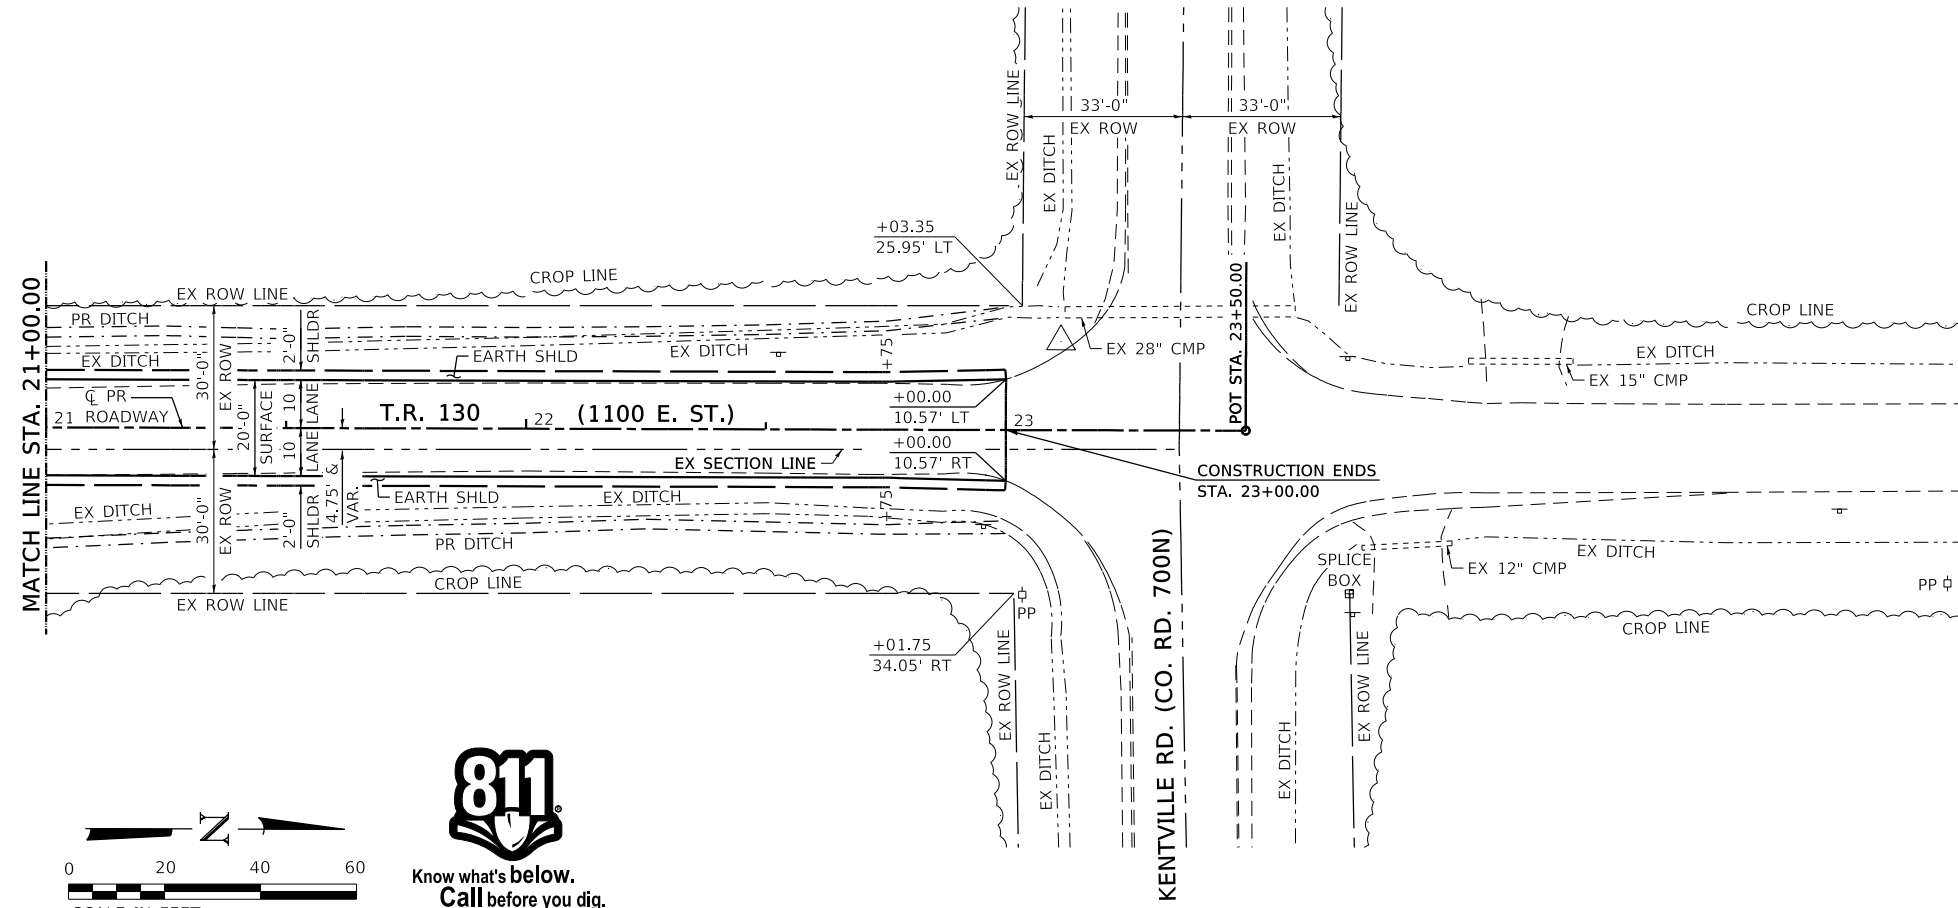 33'-0"
EX ROW
33'-0"
EX ROW
EX ROW LINE
EX DITCH
EX DITCH
EX ROW LINE
+03.35
25.95' LT
CROP LINE
EX ROW LINE
PR DITCH
EX DITCH
2'-0"
SHLDR
EARTH SHLD
EX DITCH
+75
EX 28" CMP
POT STA. 23+50.00
CROP LINE
EX DITCH
EX 15" CMP
MATCH LINE STA. 21+00.00
30'-0"
EX ROW
20'-0"
SURFACE
10
LANE
10
LANE
℄ PR
ROADWAY
21
T.R. 130
22
(1100 E. ST.)
+00.00
10.57' LT
23
+00.00
10.57' RT
EX SECTION LINE
CONSTRUCTION ENDS
STA. 23+00.00
EARTH SHLD
EX DITCH
+75
4.75' &
VAR.
EX DITCH
30'-0"
EX ROW
2'-0"
SHLDR
PR DITCH
CROP LINE
EX ROW LINE
PP
+01.75
34.05' RT
EX ROW LINE
EX DITCH
KENTVILLE RD. (CO. RD. 700N)
SPLICE
BOX
EX 12" CMP
EX DITCH
PP
CROP LINE
EX ROW LINE
EX DITCH
Z
0 20 40 60
SCALE IN FEET
811®
Know what's below.
Call before you dig.